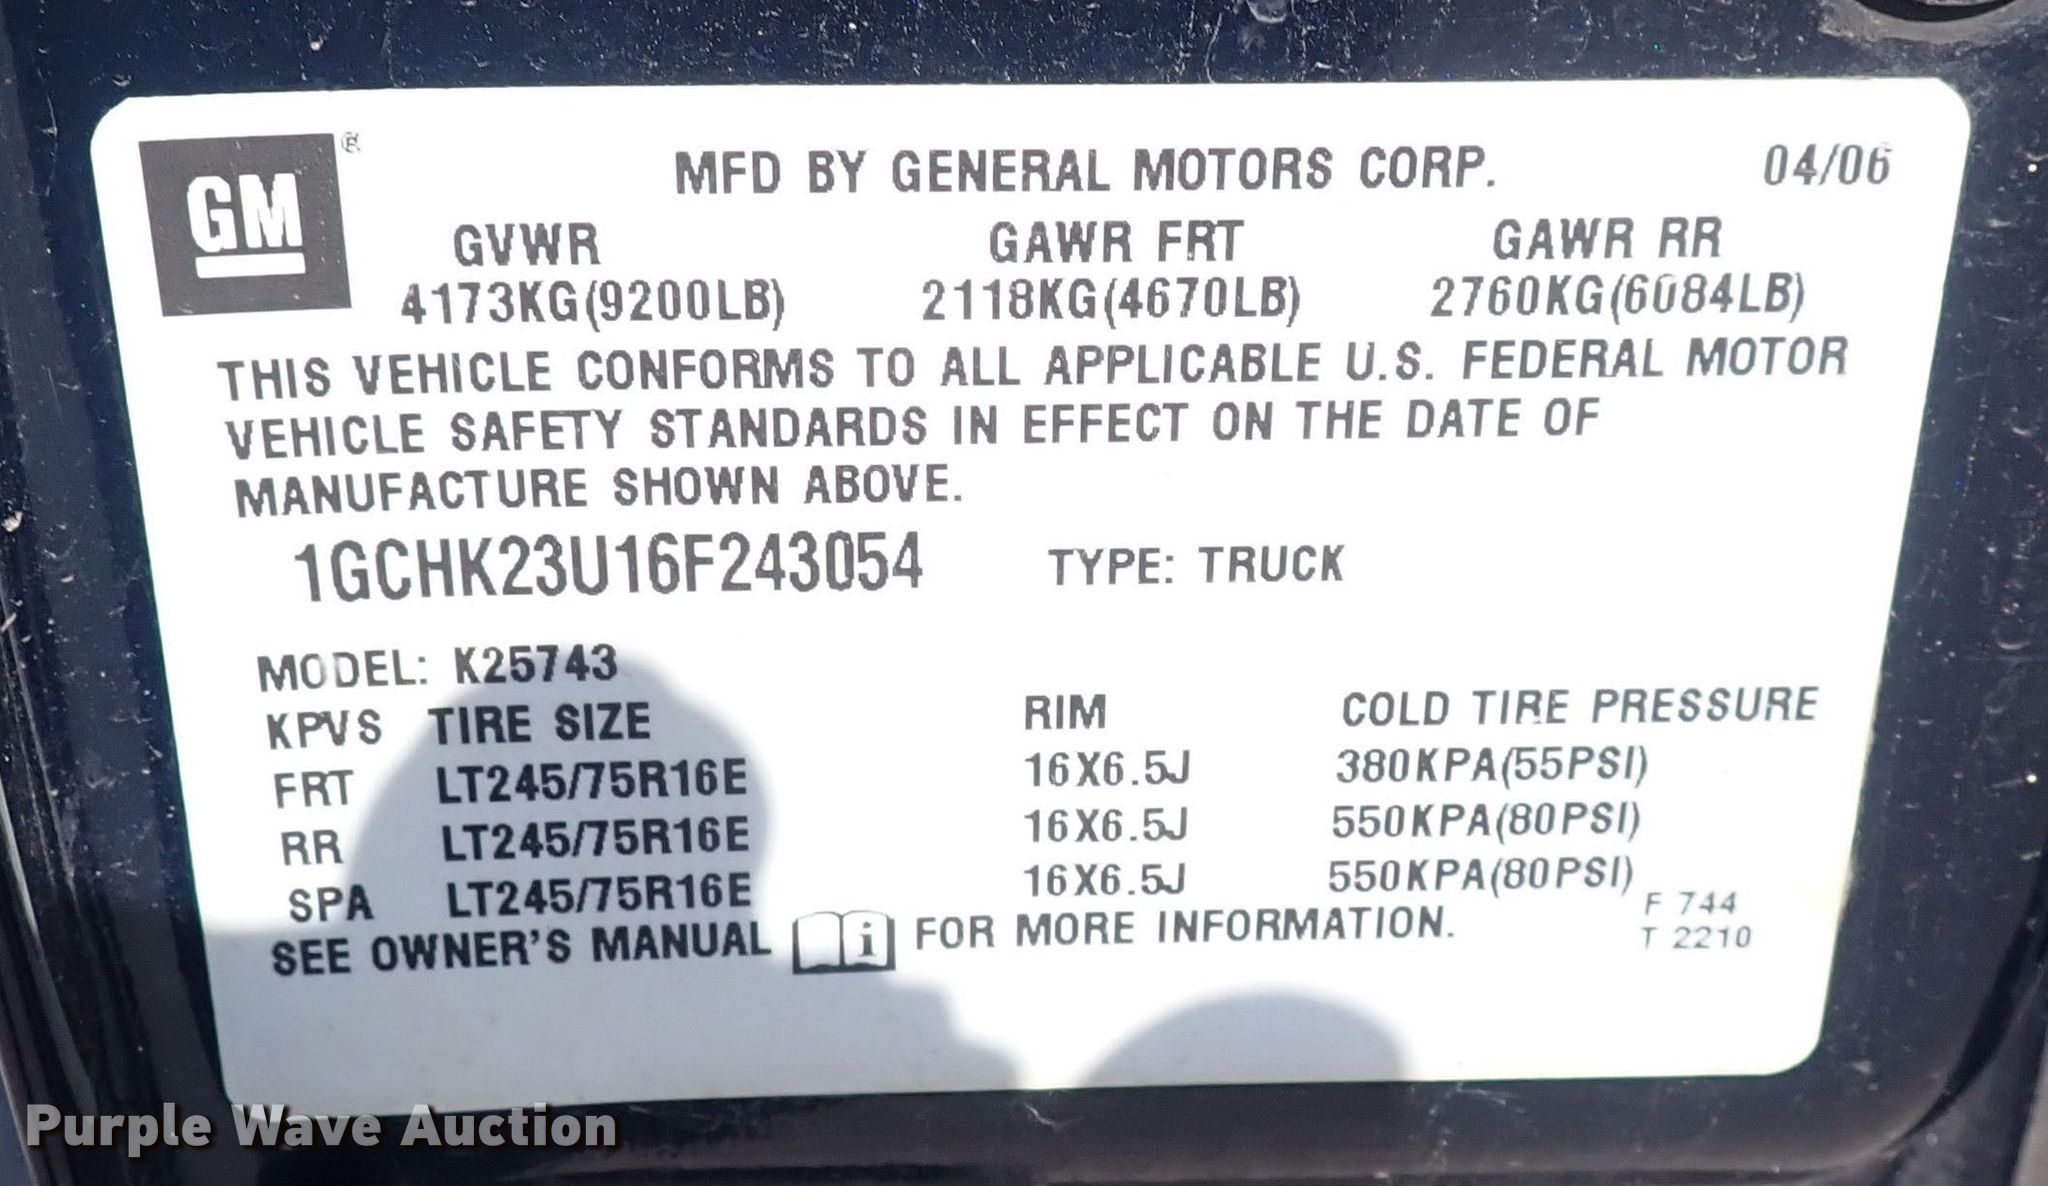 GM ®
MFD BY GENERAL MOTORS CORP. 04/06
GVWR GAWR FRT GAWR RR
4173KG(9200LB) 2118KG(4670LB) 2760KG(6084LB)
THIS VEHICLE CONFORMS TO ALL APPLICABLE U.S. FEDERAL MOTOR
VEHICLE SAFETY STANDARDS IN EFFECT ON THE DATE OF
MANUFACTURE SHOWN ABOVE.
1GCHK23U16F243054 TYPE: TRUCK
MODEL: K25743
KPVS TIRE SIZE RIM COLD TIRE PRESSURE
FRT LT245/75R16E 16X6.5J 380KPA(55PSI)
RR LT245/75R16E 16X6.5J 550KPA(80PSI)
SPA LT245/75R16E 16X6.5J 550KPA(80PSI)
SEE OWNER'S MANUAL i FOR MORE INFORMATION.
F 744
T 2210
Purple Wave Auction